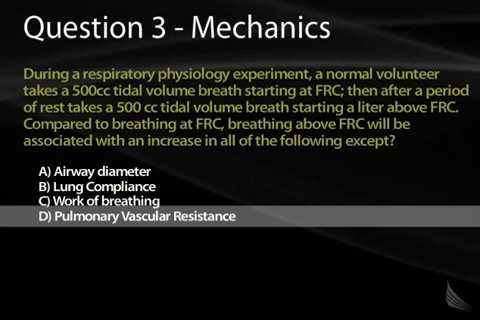 Question 3 - Mechanics
During a respiratory physiology experiment, a normal volunteer
takes a 500cc tidal volume breath starting at FRC; then after a period
of rest takes a 500 cc tidal volume breath starting a liter above FRC.
Compared to breathing at FRC, breathing above FRC will be
associated with an increase in all of the following except?
A) Airway diameter
B) Lung Compliance
C) Work of breathing
D) Pulmonary Vascular Resistance